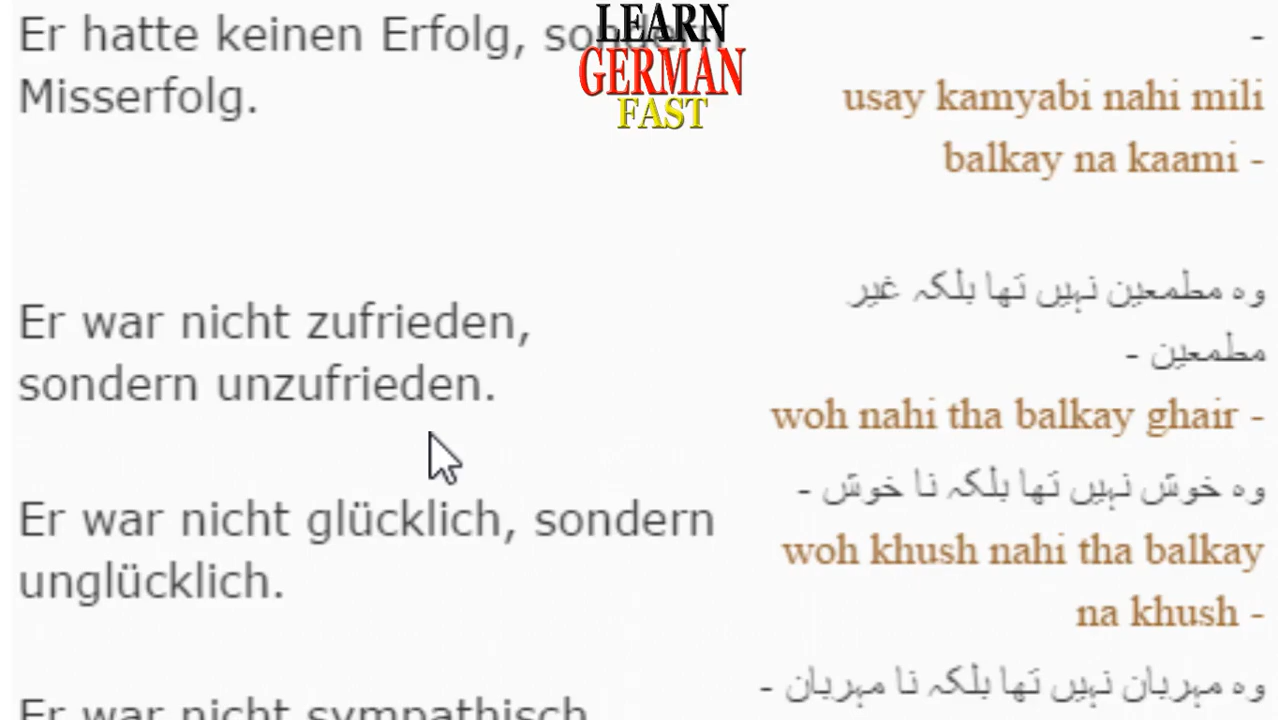 Er hatte keinen Erfolg, sondern
Misserfolg.
LEARN
GERMAN
FAST
-
usay kamyabi nahi mili
balkay na kaami -
Er war nicht zufrieden,
sondern unzufrieden.
وہ مطمعین نہیں تھا بلکہ غیر
مطمعین -
woh nahi tha balkay ghair -
Er war nicht glücklich, sondern
unglücklich.
وہ خوش نہیں تھا بلکہ نا خوش -
woh khush nahi tha balkay
na khush -
Er war nicht sympathisch
وہ مہربان نہیں تھا بلکہ نا مہربان -